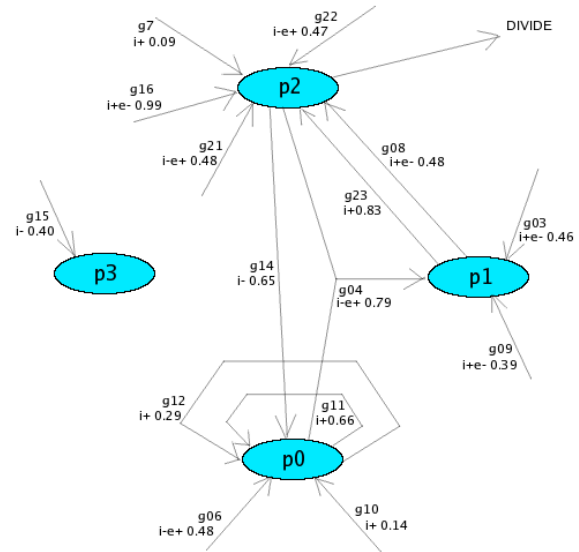 g7
i+ 0.09
g22
i-e+ 0.47
DIVIDE
g16
i+e- 0.99
p2
g21
i-e+ 0.48
g08
i+e- 0.48
g23
i+0.83
g15
i- 0.40
g03
i+e- 0.46
p3
g14
i- 0.65
g04
i-e+ 0.79
p1
g09
i+e- 0.39
g12
i+ 0.29
g11
i+0.66
p0
g06
i-e+ 0.48
g10
i+ 0.14